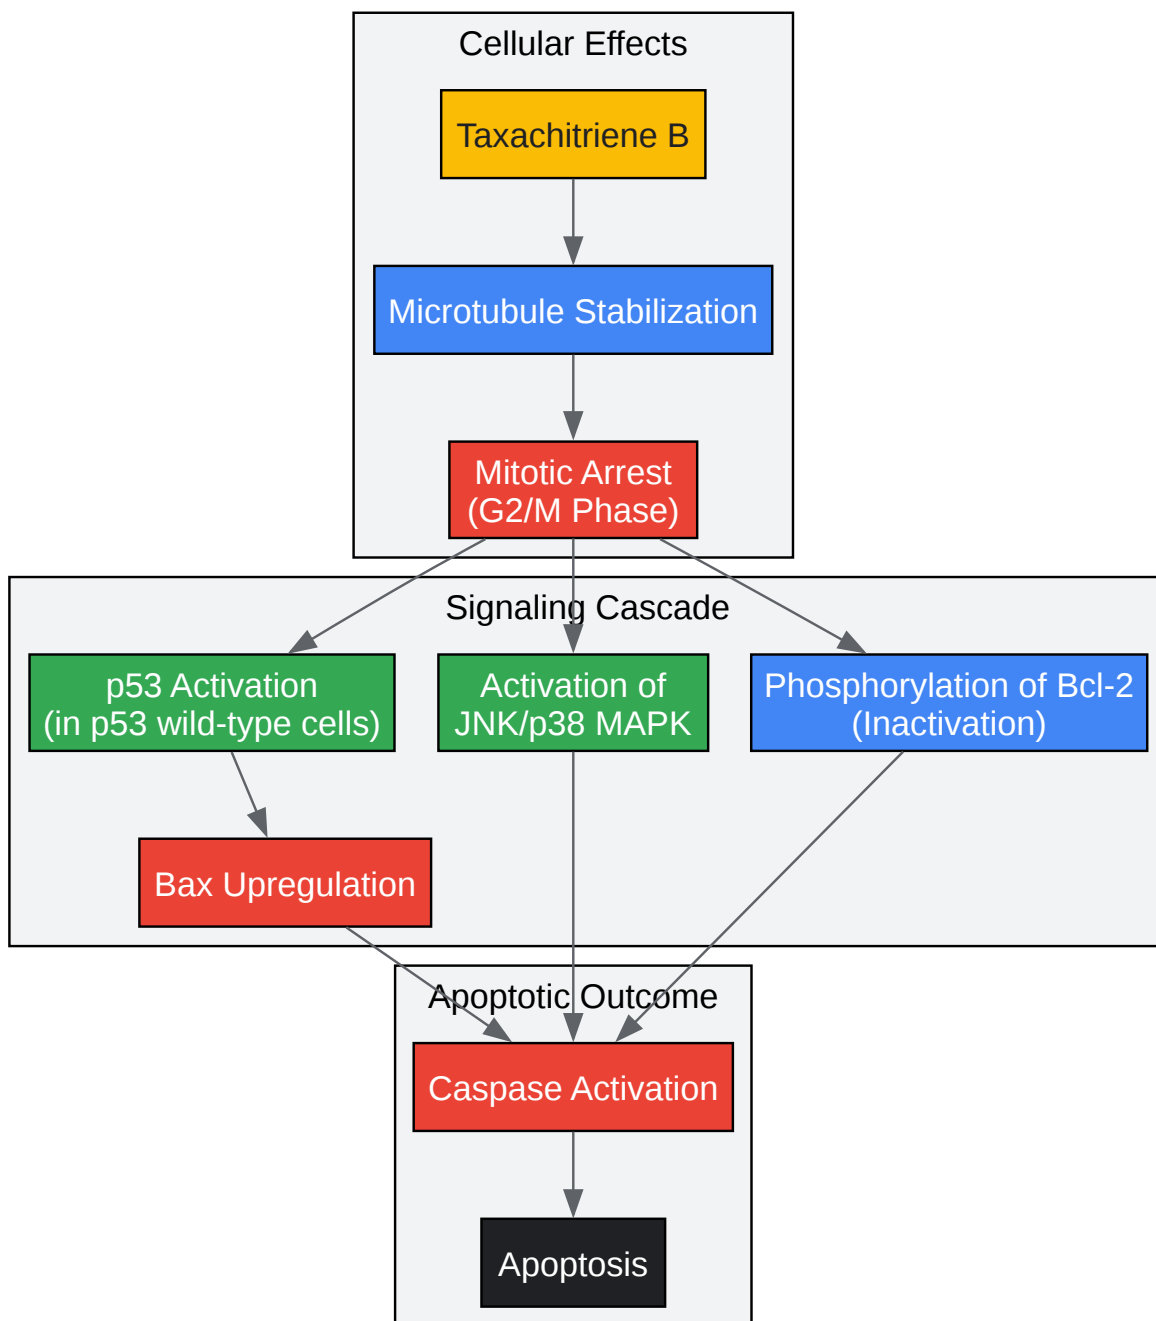 Cellular Effects
Taxachitriene B
Microtubule Stabilization
Mitotic Arrest
(G2/M Phase)
Signaling Cascade
p53 Activation
(in p53 wild-type cells)
Activation of
JNK/p38 MAPK
Phosphorylation of Bcl-2
(Inactivation)
Bax Upregulation
Apoptotic Outcome
Caspase Activation
Apoptosis